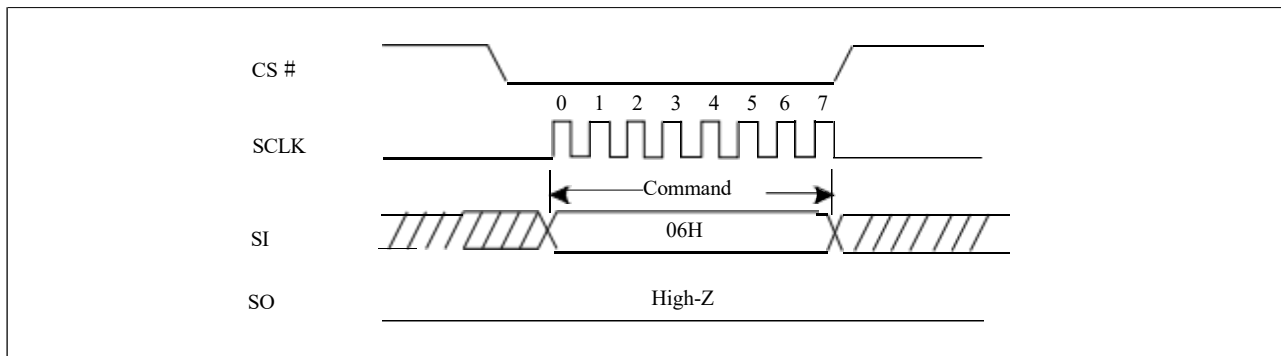 CS #
0 1 2 3 4 5 6 7
SCLK
Command
SI
06H
SO
High-Z